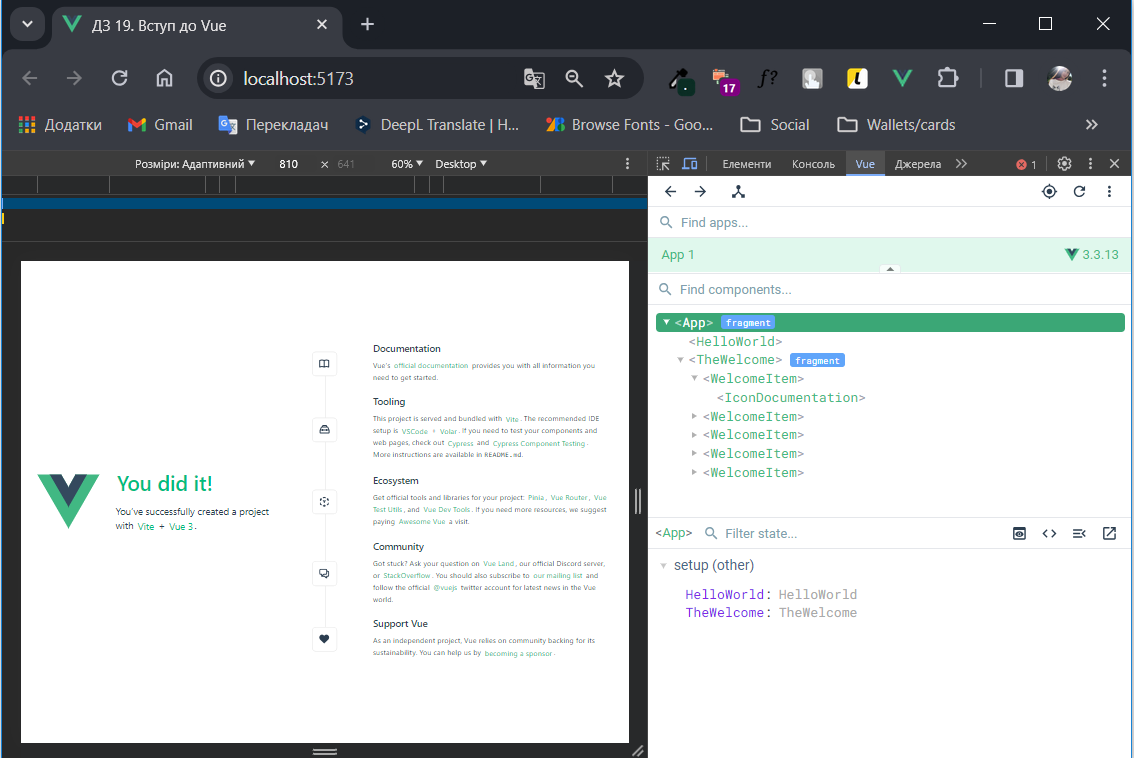 ДЗ 19. Вступ до Vue
localhost:5173
f?
17
Додатки
Gmail
Перекладач
DeepL Translate | H...
Browse Fonts - Goo...
Social
Wallets/cards
Розміри: Адаптивний
810
×
641
60%
Desktop
Елементи
Консоль
Vue
Джерела
1
Find apps...
App 1
3.3.13
Find components...
<App> fragment
<HelloWorld>
<TheWelcome> fragment
<WelcomeItem>
<IconDocumentation>
<WelcomeItem>
<WelcomeItem>
<WelcomeItem>
<WelcomeItem>
<App>
Filter state...
setup (other)
HelloWorld: HelloWorld
TheWelcome: TheWelcome
You did it!
You've successfully created a project
with Vite + Vue 3.
Documentation
Vue's official documentation provides you with all information you
need to get started.
Tooling
This project is served and bundled with Vite. The recommended IDE
setup is VSCode + Volar. If you need to test your components and
web pages, check out Cypress and Cypress Component Testing.
More instructions are available in README.md.
Ecosystem
Get official tools and libraries for your project: Pinia, Vue Router, Vue
Test Utils, and Vue Dev Tools. If you need more resources, we suggest
paying Awesome Vue a visit.
Community
Got stuck? Ask your question on Vue Land, our official Discord server,
or StackOverflow. You should also subscribe to our mailing list and
follow the official @vuejs twitter account for latest news in the Vue
world.
Support Vue
As an independent project, Vue relies on community backing for its
sustainability. You can help us by becoming a sponsor.